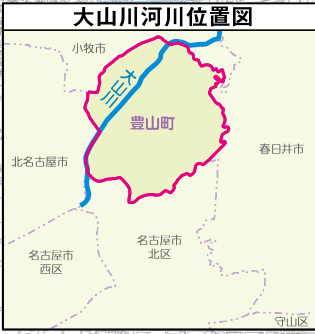 大山川河川位置図
小牧市
大山川
豊山町
春日井市
北名古屋市
名古屋市
北区
名古屋市
西区
守山区